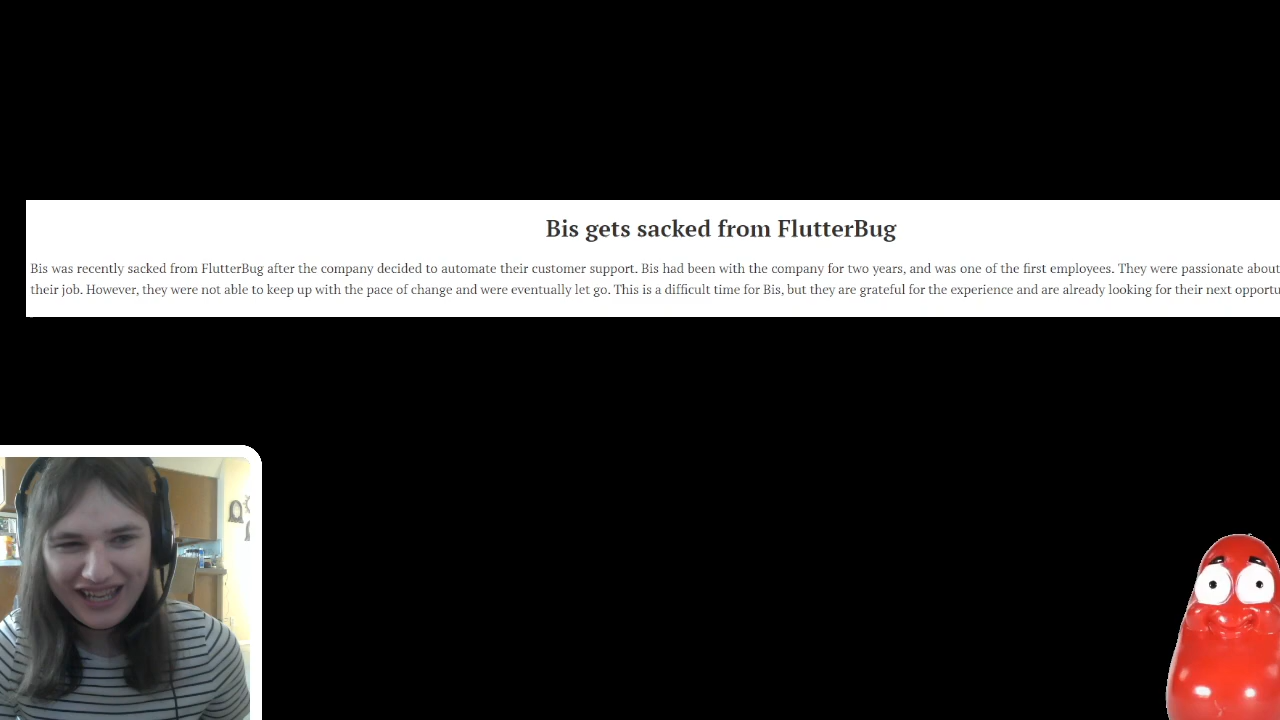 Bis gets sacked from FlutterBug
Bis was recently sacked from FlutterBug after the company decided to automate their customer support. Bis had been with the company for two years, and was one of the first employees. They were passionate about
their job. However, they were not able to keep up with the pace of change and were eventually let go. This is a difficult time for Bis, but they are grateful for the experience and are already looking for their next opportu